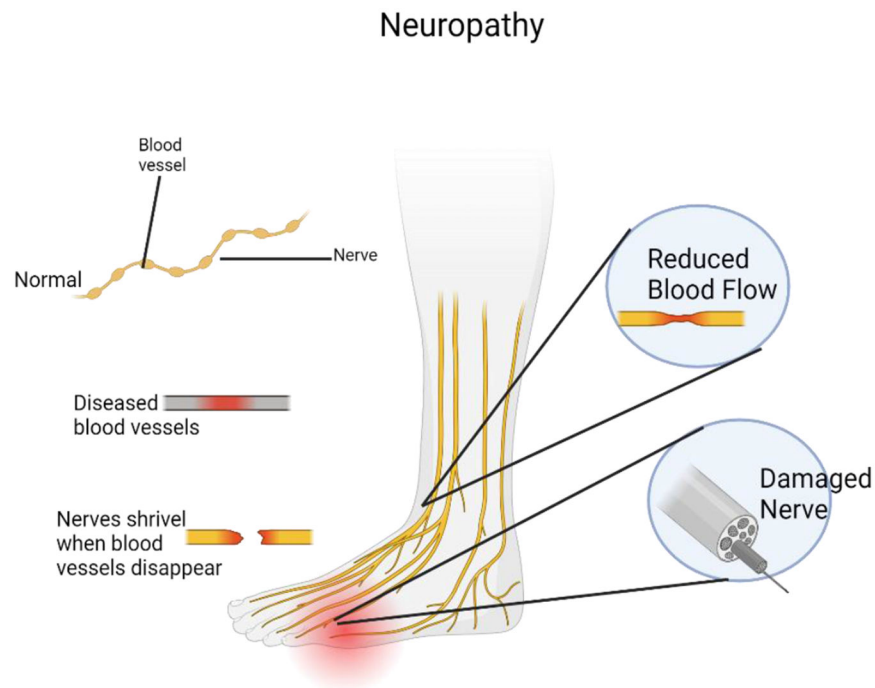 Neuropathy
Blood
vessel
Nerve
Normal
Reduced
Blood Flow
Diseased
blood vessels
Damaged
Nerve
Nerves shrivel
when blood
vessels disappear